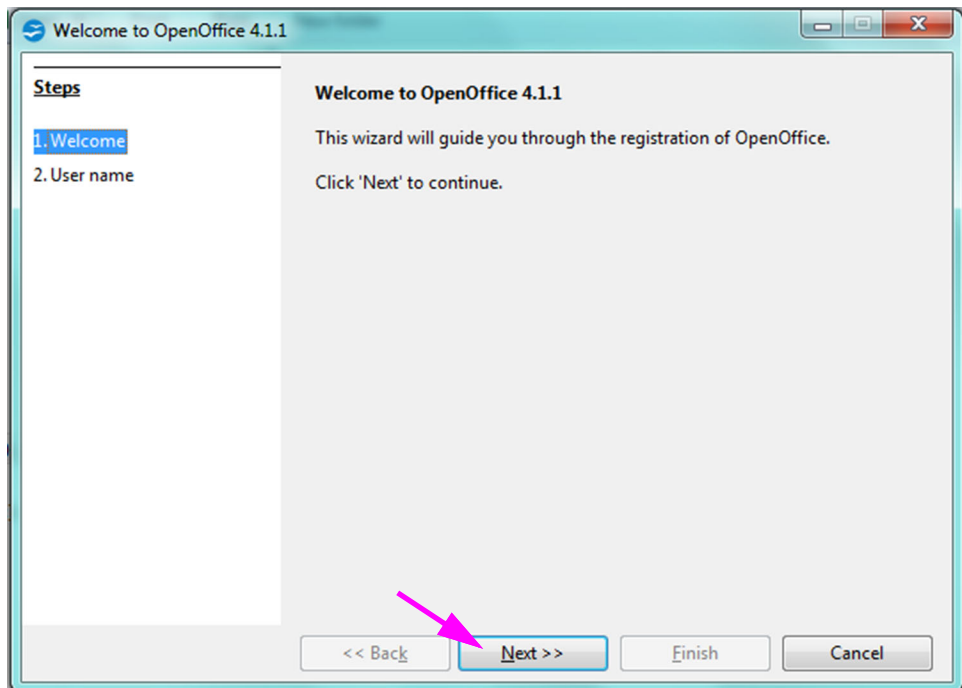 Welcome to OpenOffice 4.1.1
Steps
1. Welcome
2. User name
Welcome to OpenOffice 4.1.1
This wizard will guide you through the registration of OpenOffice.
Click 'Next' to continue.
<< Back
Next >>
Finish
Cancel